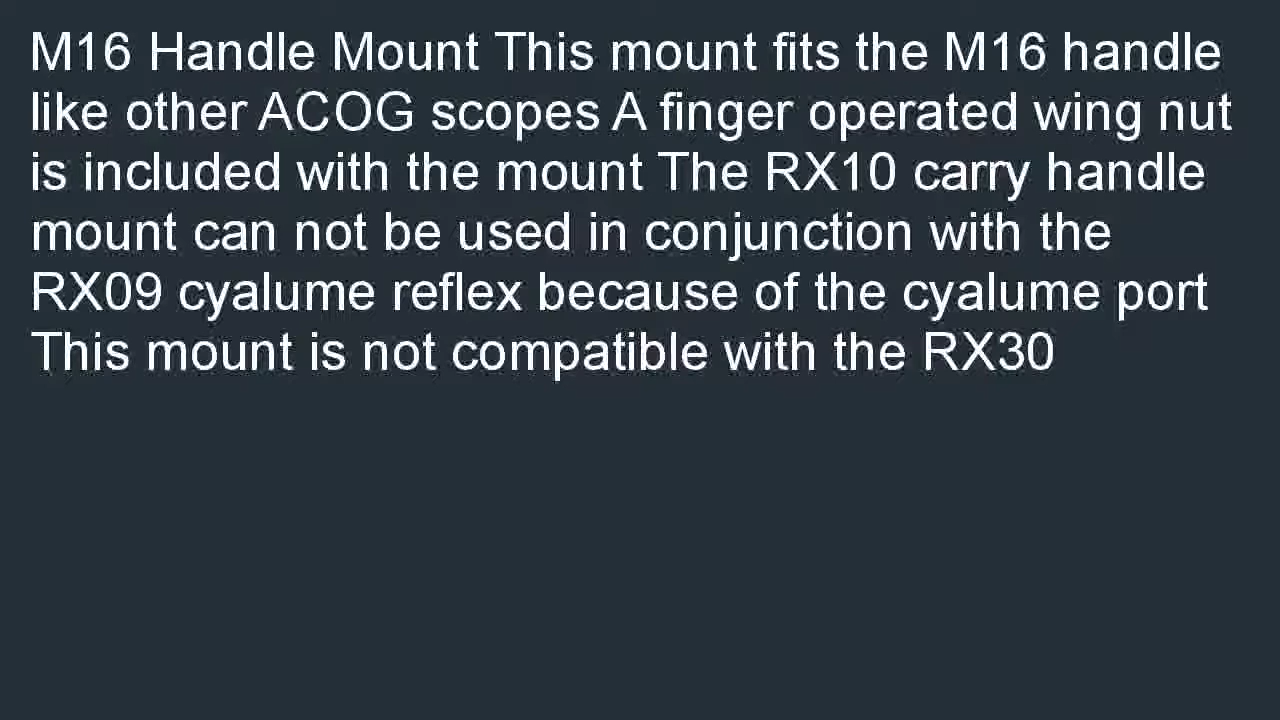 M16 Handle Mount This mount fits the M16 handle
like other ACOG scopes A finger operated wing nut
is included with the mount The RX10 carry handle
mount can not be used in conjunction with the
RX09 cyalume reflex because of the cyalume port
This mount is not compatible with the RX30